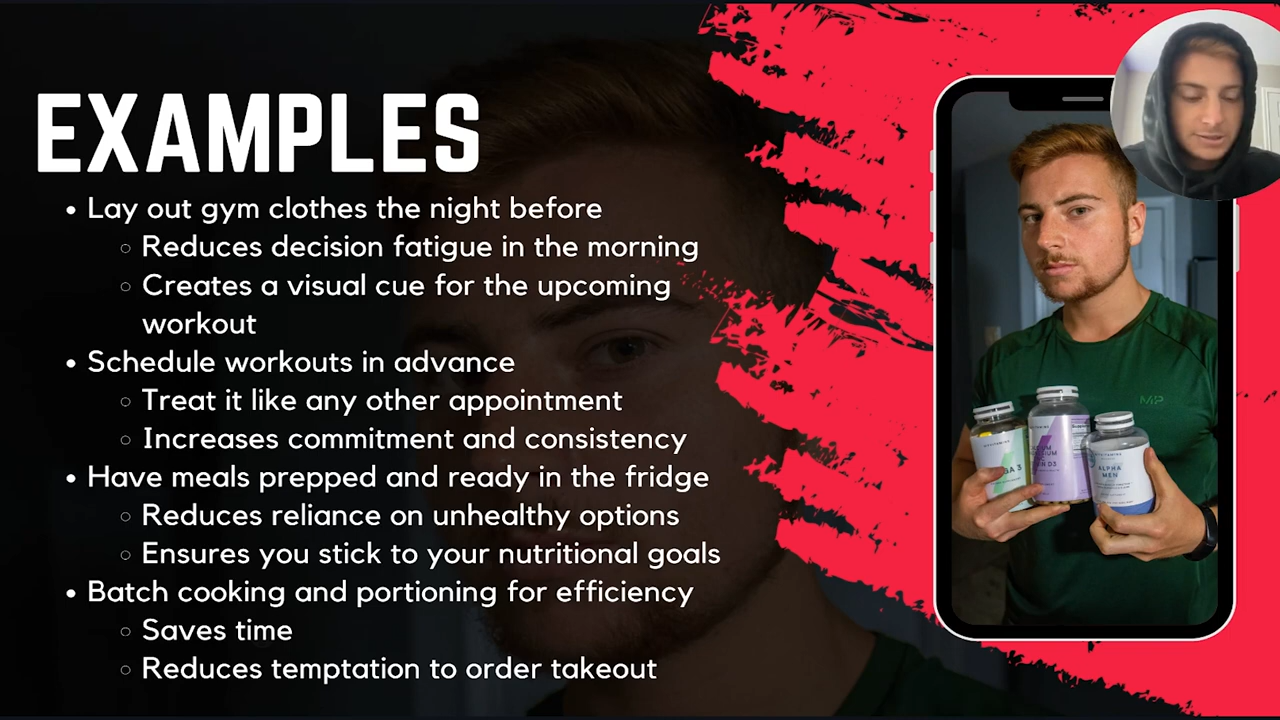 EXAMPLES
• Lay out gym clothes the night before
○ Reduces decision fatigue in the morning
○ Creates a visual cue for the upcoming
workout
• Schedule workouts in advance
○ Treat it like any other appointment
○ Increases commitment and consistency
• Have meals prepped and ready in the fridge
○ Reduces reliance on unhealthy options
○ Ensures you stick to your nutritional goals
• Batch cooking and portioning for efficiency
○ Saves time
○ Reduces temptation to order takeout
MP
ALPHA
MEN